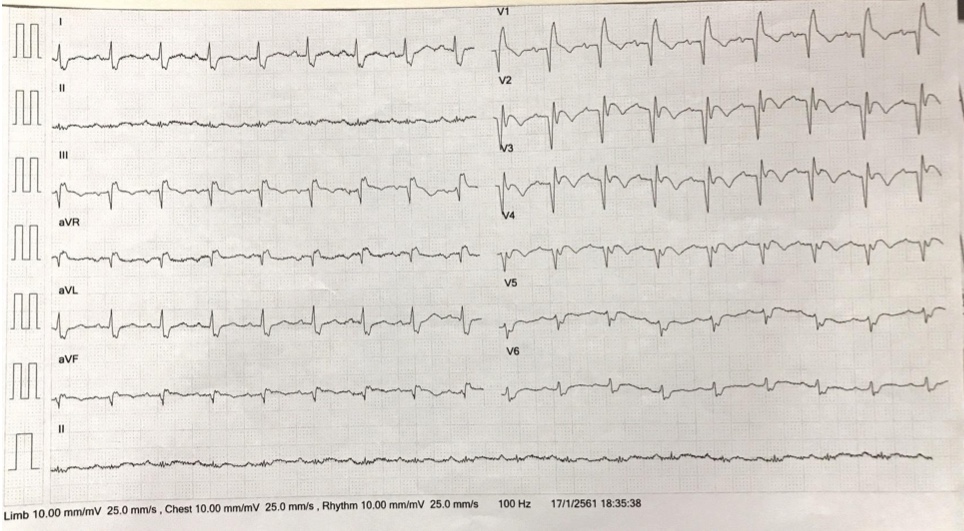 I
V1
II
V2
III
V3
aVR
V4
aVL
V5
aVF
V6
II
Limb 10.00 mm/mV 25.0 mm/s , Chest 10.00 mm/mV 25.0 mm/s , Rhythm 10.00 mm/mV 25.0 mm/s 100 Hz 17/1/2561 18:35:38